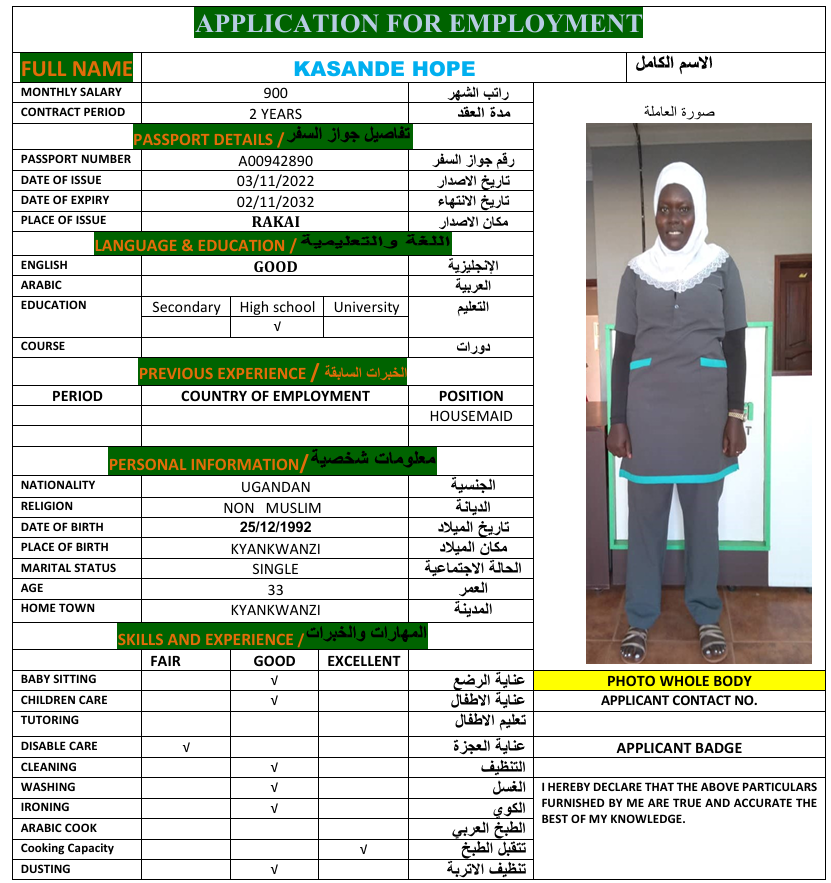 APPLICATION FOR EMPLOYMENT
FULL NAME KASANDE HOPE الاسم الكامل
MONTHLY SALARY 900 راتب الشهر
CONTRACT PERIOD 2 YEARS مدة العقد
صورة العاملة
PASSPORT DETAILS / تفاصيل جواز السفر
PASSPORT NUMBER A00942890 رقم جواز السفر
DATE OF ISSUE 03/11/2022 تاريخ الاصدار
DATE OF EXPIRY 02/11/2032 تاريخ الانتهاء
PLACE OF ISSUE RAKAI مكان الاصدار
LANGUAGE & EDUCATION / اللغة والتعليمية
ENGLISH GOOD الإنجليزية
ARABIC العربية
EDUCATION Secondary High school University التعليم
√
COURSE دورات
PREVIOUS EXPERIENCE / الخبرات السابقة
PERIOD COUNTRY OF EMPLOYMENT POSITION
HOUSEMAID
PERSONAL INFORMATION/ معلومات شخصية
NATIONALITY UGANDAN الجنسية
RELIGION NON MUSLIM الديانة
DATE OF BIRTH 25/12/1992 تاريخ الميلاد
PLACE OF BIRTH KYANKWANZI مكان الميلاد
MARITAL STATUS SINGLE الحالة الاجتماعية
AGE 33 العمر
HOME TOWN KYANKWANZI المدينة
SKILLS AND EXPERIENCE / المهارات والخبرات
FAIR GOOD EXCELLENT
BABY SITTING √ عناية الرضع
CHILDREN CARE √ عناية الاطفال
TUTORING تعليم الاطفال
DISABLE CARE √ عناية العجزة
CLEANING √ التنظيف
WASHING √ الغسل
IRONING √ الكوي
ARABIC COOK الطبخ العربي
Cooking Capacity √ تتقبل الطبخ
DUSTING √ تنظيف الاتربة
PHOTO WHOLE BODY
APPLICANT CONTACT NO.
APPLICANT BADGE
I HEREBY DECLARE THAT THE ABOVE PARTICULARS
FURNISHED BY ME ARE TRUE AND ACCURATE THE
BEST OF MY KNOWLEDGE.